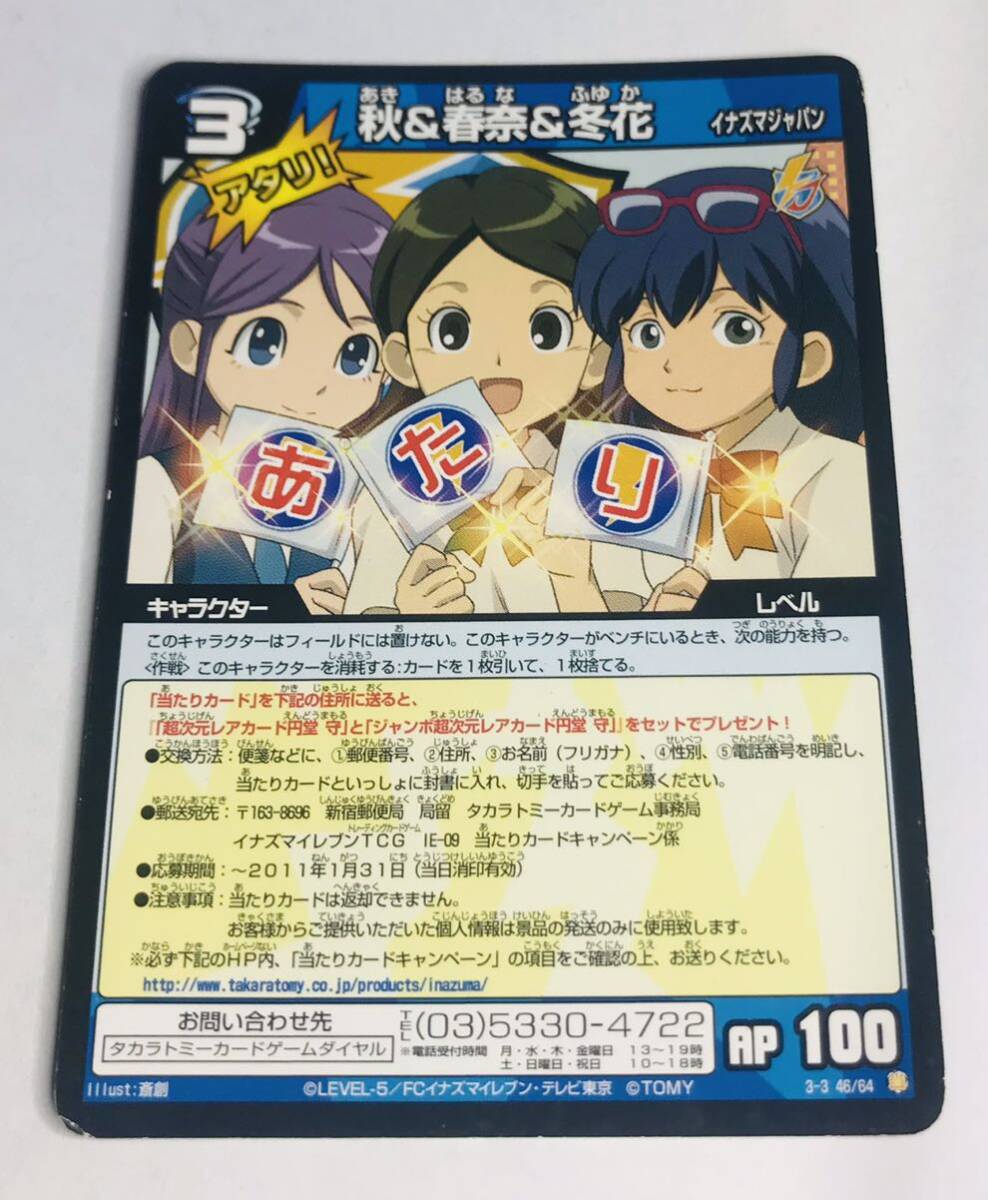 3
秋&春奈&冬花
あき はるな ふゆか
イナズマジャパン
アタリ!
あ た り
キャラクター
レベル
このキャラクターはフィールドには置けない。このキャラクターがベンチにいるとき、次の能力を持つ。
〈作戦〉このキャラクターを消耗する:カードを1枚引いて、1枚捨てる。
「当たりカード」を下記の住所に送ると、
『「超次元レアカード円堂 守」と「ジャンボ超次元レアカード円堂 守」』をセットでプレゼント!
●交換方法:便箋などに、①郵便番号、②住所、③お名前(フリガナ)、④性別、⑤電話番号を明記し、
当たりカードといっしょに封書に入れ、切手を貼ってご応募ください。
●郵送宛先:〒163-8696 新宿郵便局 局留 タカラトミーカードゲーム事務局
イナズマイレブンTCG IE-09 当たりカードキャンペーン係
●応募期間:~2011年1月31日(当日消印有効)
●注意事項:当たりカードは返却できません。
お客様からご提供いただいた個人情報は景品の発送のみに使用致します。
※必ず下記のHP内、「当たりカードキャンペーン」の項目をご確認の上、お送りください。
http://www.takaratomy.co.jp/products/inazuma/
お問い合わせ先
タカラトミーカードゲームダイヤル
TEL(03)5330-4722
※電話受付時間 月・水・木・金曜日 13~19時
土・日曜日・祝日 10~18時
AP 100
Illust:斎創
©LEVEL-5/FCイナズマイレブン・テレビ東京 ©TOMY
3-3 46/64